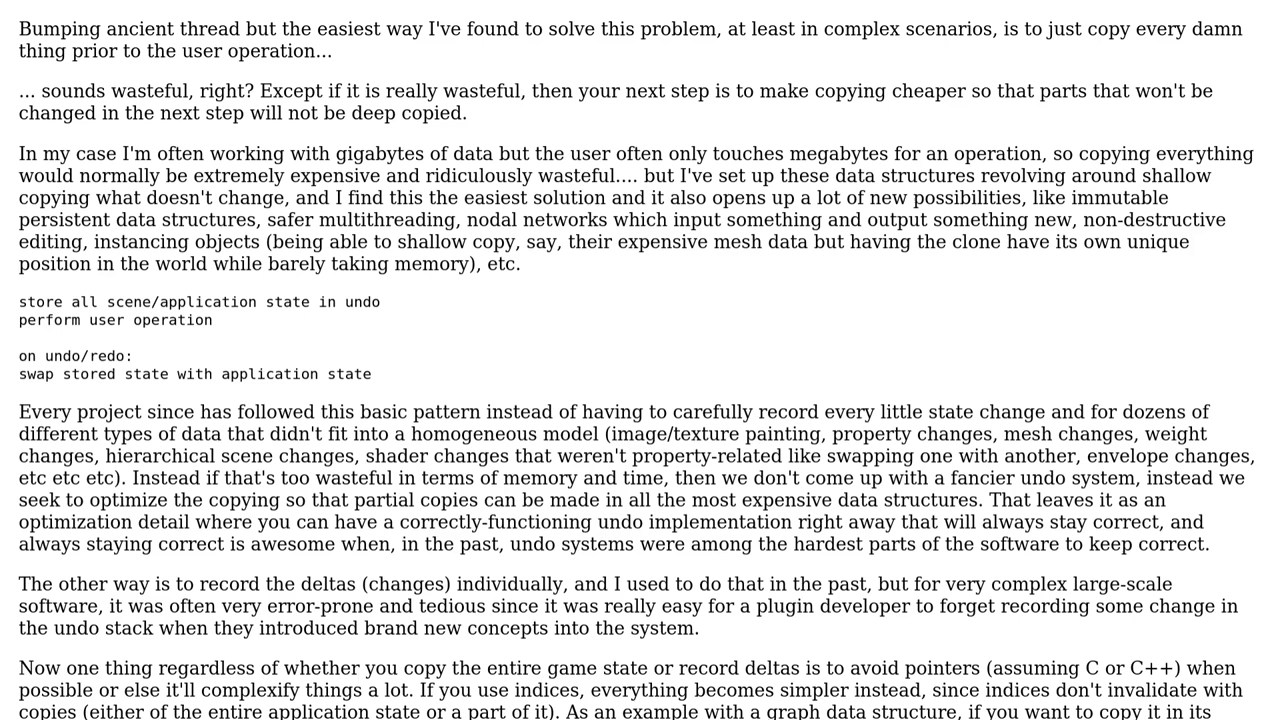 Bumping ancient thread but the easiest way I've found to solve this problem, at least in complex scenarios, is to just copy every damn
thing prior to the user operation...
... sounds wasteful, right? Except if it is really wasteful, then your next step is to make copying cheaper so that parts that won't be
changed in the next step will not be deep copied.
In my case I'm often working with gigabytes of data but the user often only touches megabytes for an operation, so copying everything
would normally be extremely expensive and ridiculously wasteful.... but I've set up these data structures revolving around shallow
copying what doesn't change, and I find this the easiest solution and it also opens up a lot of new possibilities, like immutable
persistent data structures, safer multithreading, nodal networks which input something and output something new, non-destructive
editing, instancing objects (being able to shallow copy, say, their expensive mesh data but having the clone have its own unique
position in the world while barely taking memory), etc.
store all scene/application state in undo
perform user operation
on undo/redo:
swap stored state with application state
Every project since has followed this basic pattern instead of having to carefully record every little state change and for dozens of
different types of data that didn't fit into a homogeneous model (image/texture painting, property changes, mesh changes, weight
changes, hierarchical scene changes, shader changes that weren't property-related like swapping one with another, envelope changes,
etc etc etc). Instead if that's too wasteful in terms of memory and time, then we don't come up with a fancier undo system, instead we
seek to optimize the copying so that partial copies can be made in all the most expensive data structures. That leaves it as an
optimization detail where you can have a correctly-functioning undo implementation right away that will always stay correct, and
always staying correct is awesome when, in the past, undo systems were among the hardest parts of the software to keep correct.
The other way is to record the deltas (changes) individually, and I used to do that in the past, but for very complex large-scale
software, it was often very error-prone and tedious since it was really easy for a plugin developer to forget recording some change in
the undo stack when they introduced brand new concepts into the system.
Now one thing regardless of whether you copy the entire game state or record deltas is to avoid pointers (assuming C or C++) when
possible or else it'll complexify things a lot. If you use indices, everything becomes simpler instead, since indices don't invalidate with
copies (either of the entire application state or a part of it). As an example with a graph data structure, if you want to copy it in its